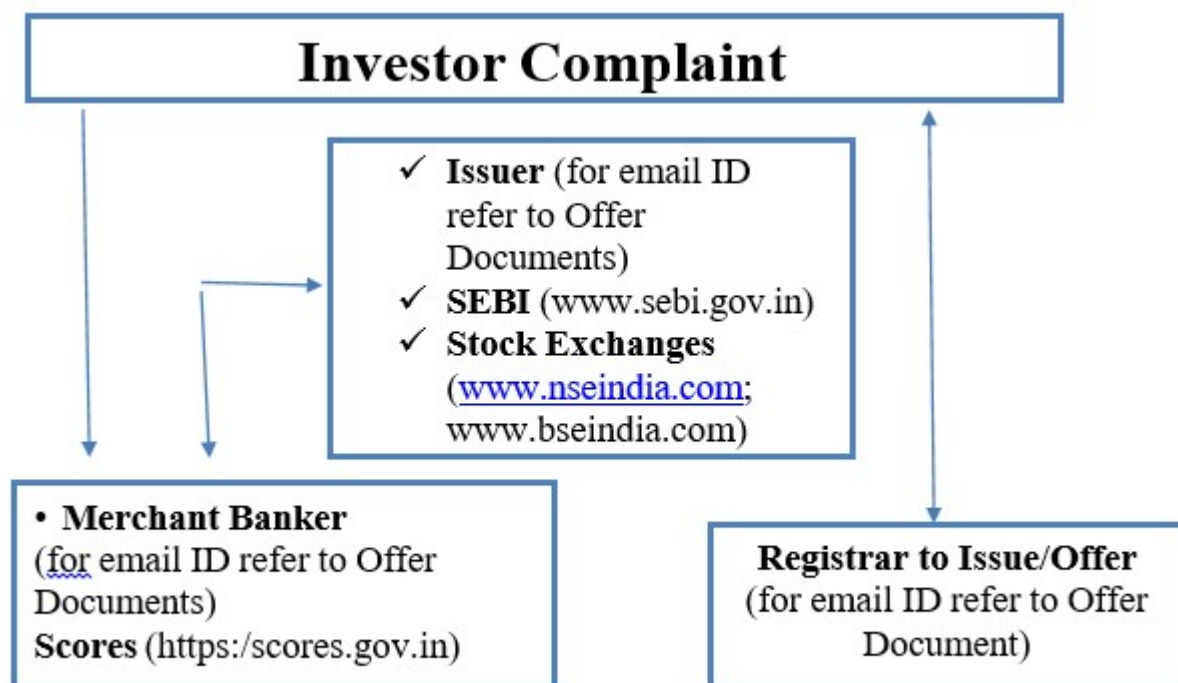 Investor Complaint
✓ Issuer (for email ID
refer to Offer
Documents)
✓ SEBI (www.sebi.gov.in)
✓ Stock Exchanges
(www.nseindia.com;
www.bseindia.com)
• Merchant Banker
(for email ID refer to Offer
Documents)
Scores (https:/scores.gov.in)
Registrar to Issue/Offer
(for email ID refer to Offer
Document)